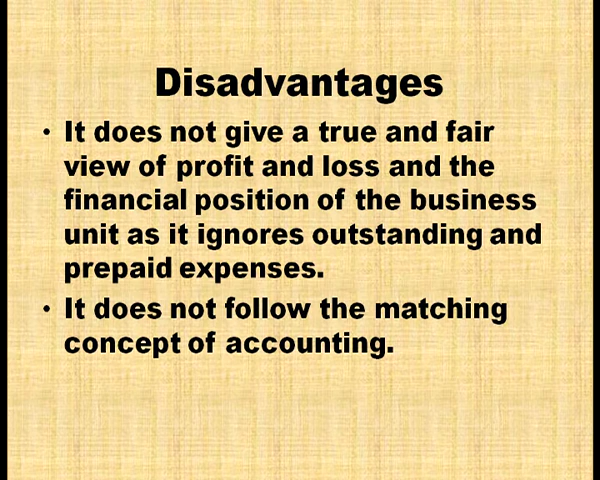 Disadvantages
• It does not give a true and fair
view of profit and loss and the
financial position of the business
unit as it ignores outstanding and
prepaid expenses.
• It does not follow the matching
concept of accounting.